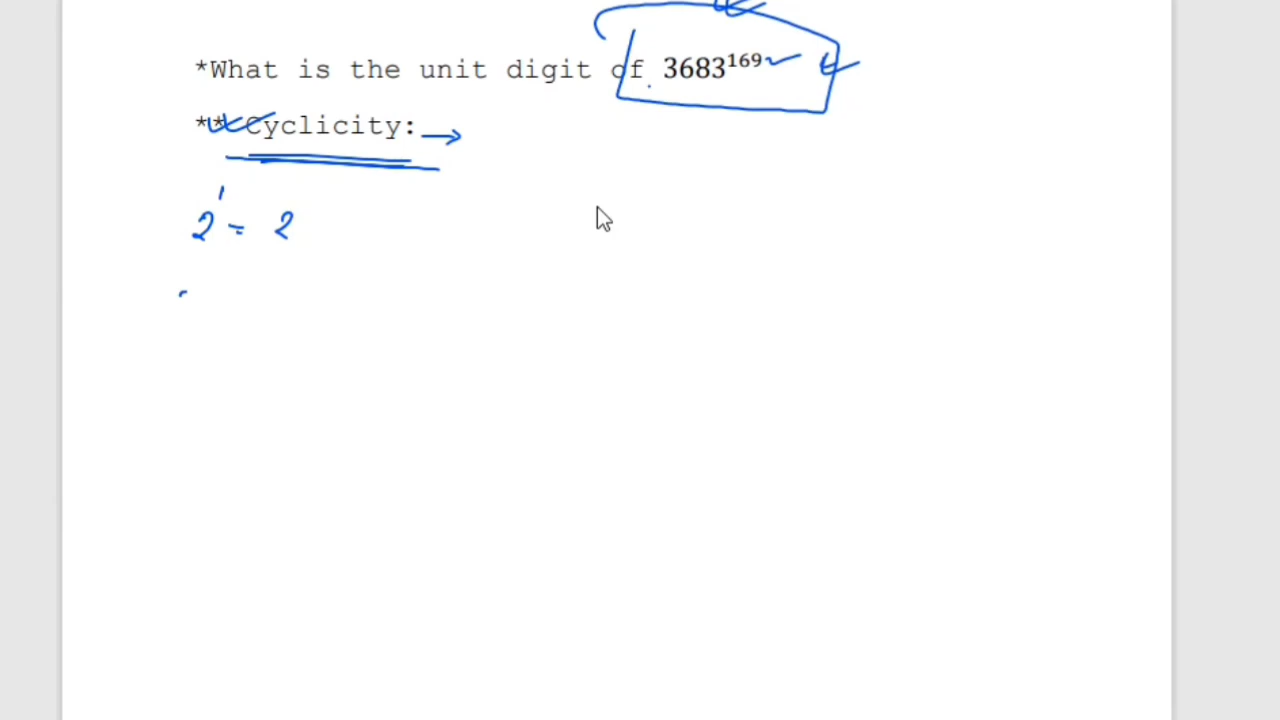 *What is the unit digit of 3683¹⁶⁹
** Cyclicity:
2¹ = 2